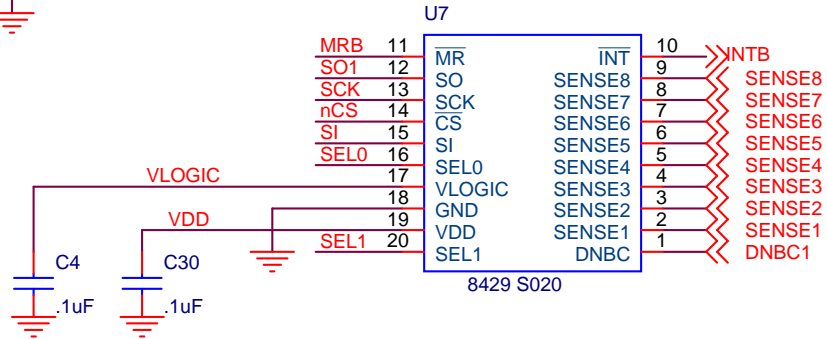 U7
MRB 11 MR INT 10 INTB
SO1 12 SO SENSE8 9 SENSE8
SCK 13 SCK SENSE7 8 SENSE7
nCS 14 CS SENSE6 7 SENSE6
SI 15 SI SENSE5 6 SENSE5
SEL0 16 SEL0 SENSE4 5 SENSE4
VLOGIC 17 VLOGIC SENSE3 4 SENSE3
18 GND SENSE2 3 SENSE2
VDD 19 VDD SENSE1 2 SENSE1
SEL1 20 SEL1 DNBC 1 DNBC1
C4 C30
8429 S020
.1uF .1uF